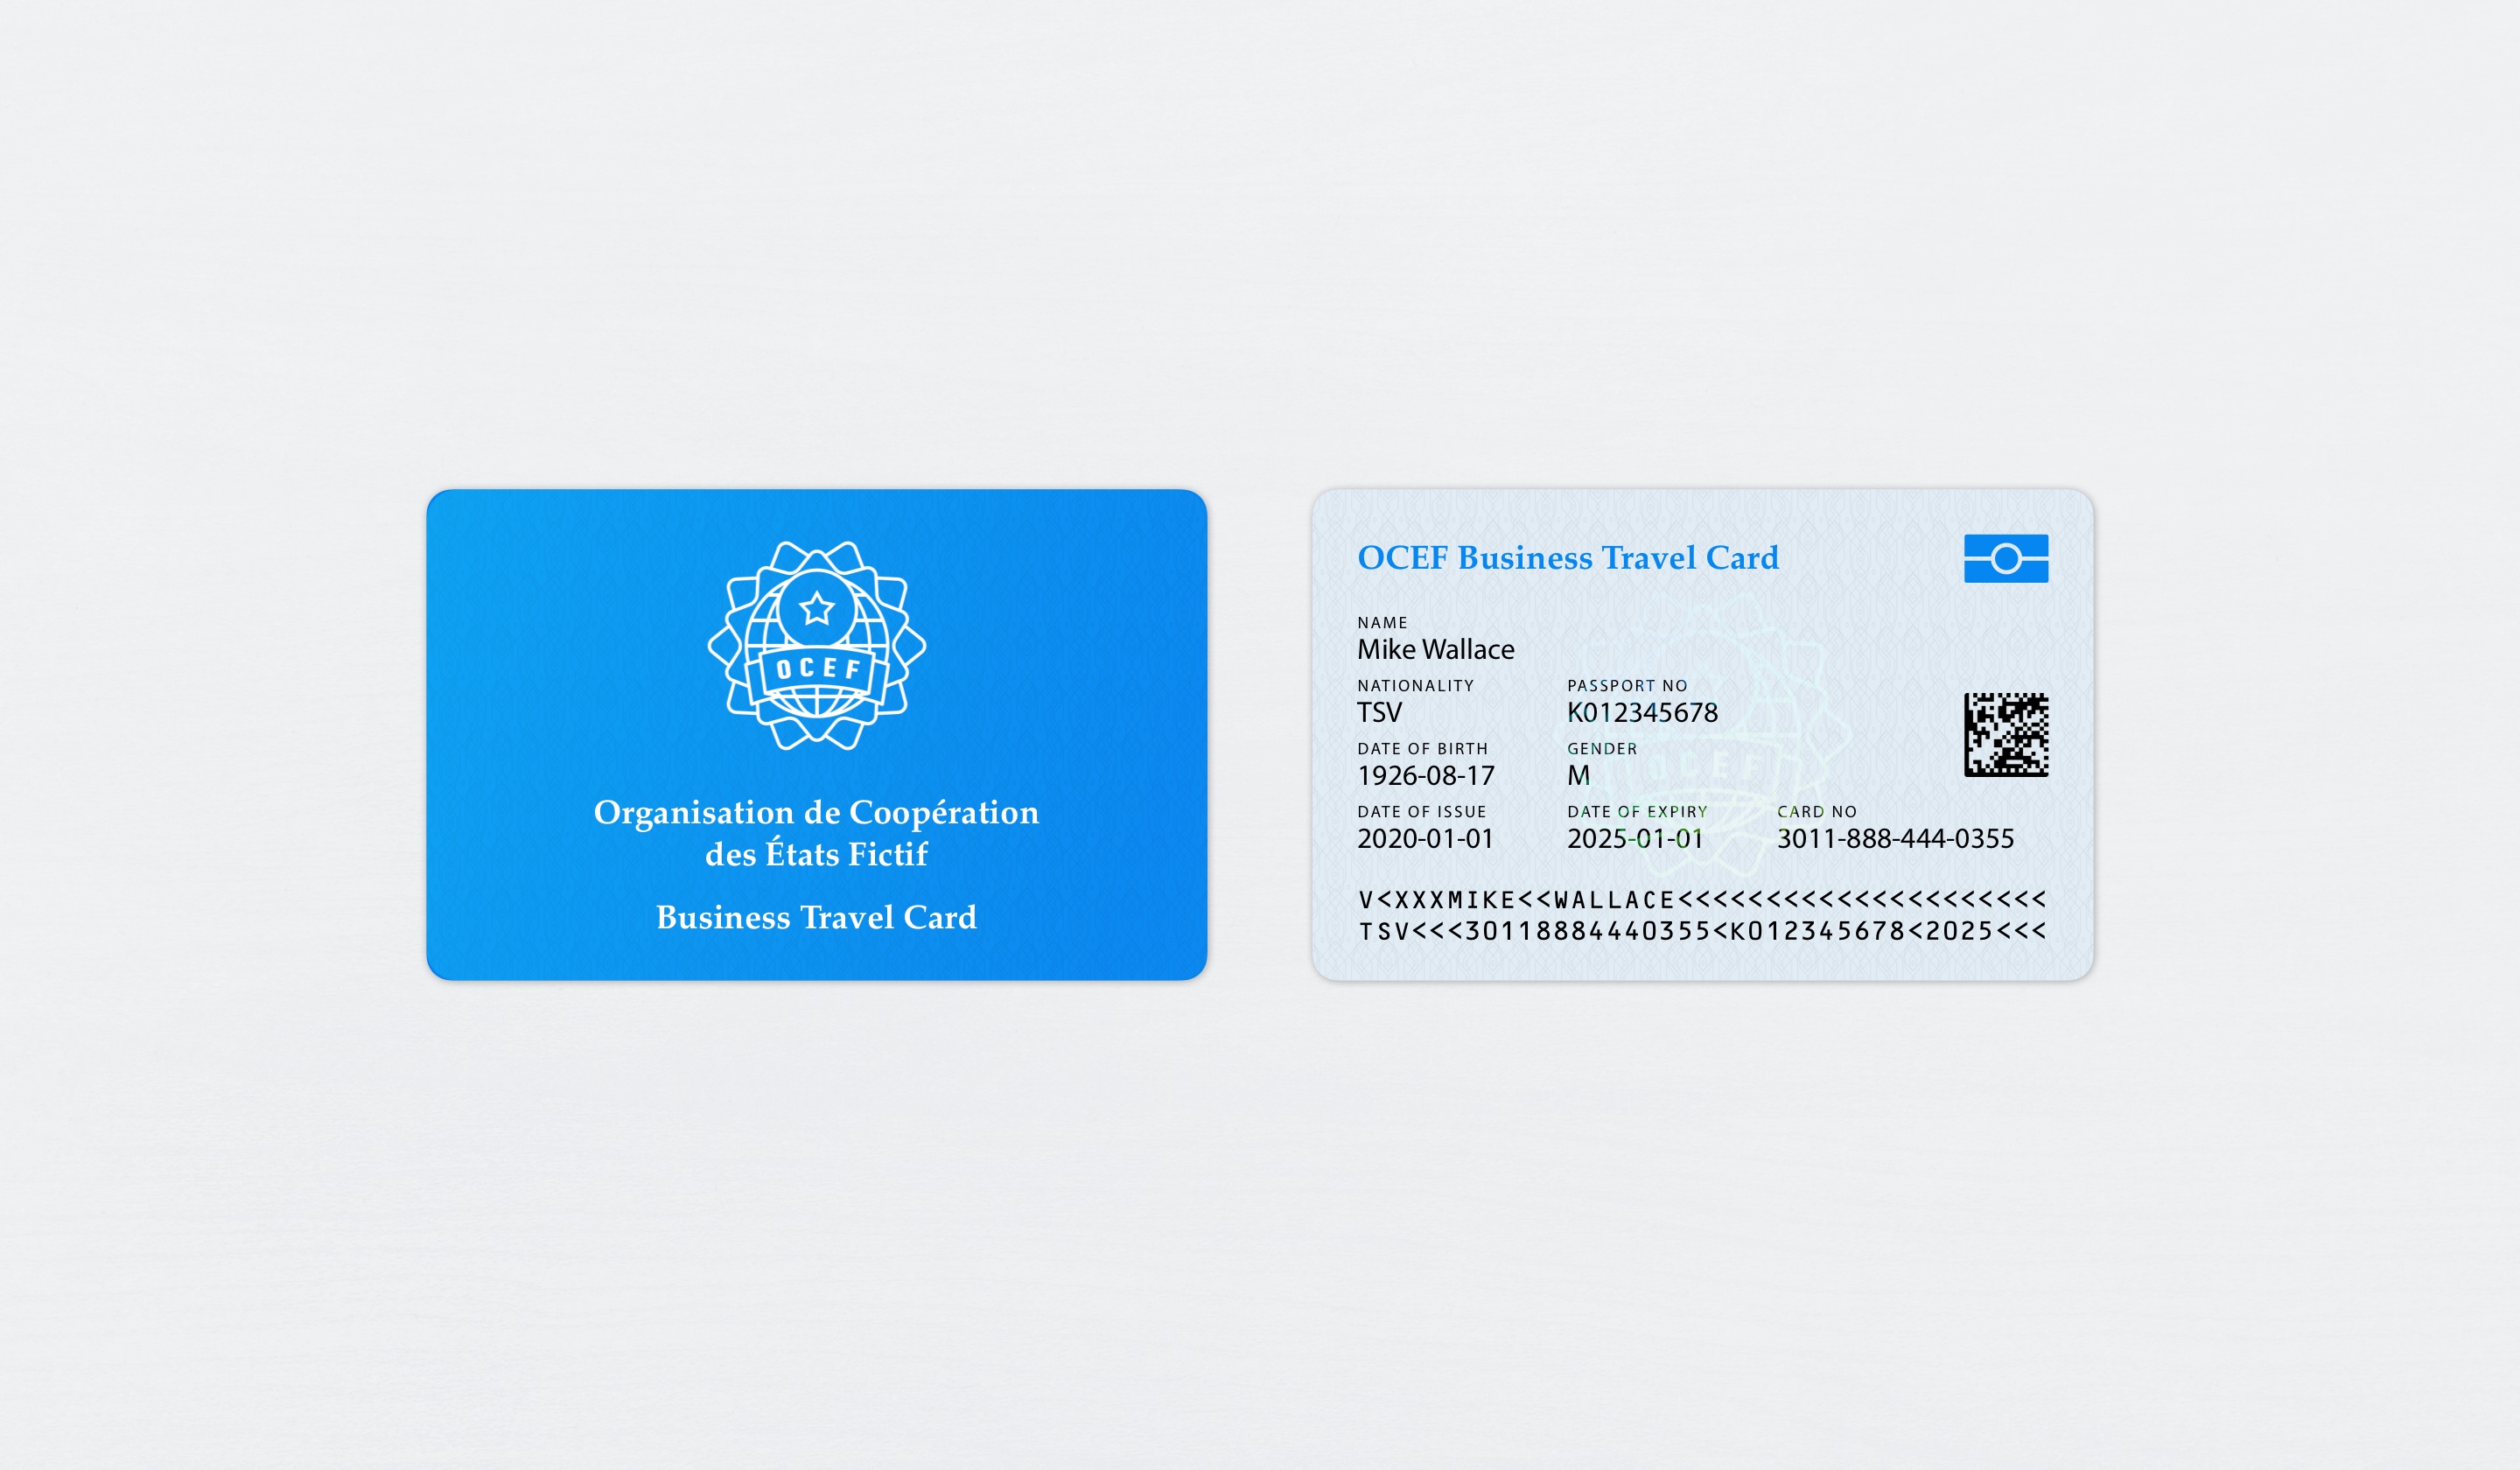 OCEF
Organisation de Coopération
des États Fictif
Business Travel Card
OCEF Business Travel Card
NAME
Mike Wallace
NATIONALITY PASSPORT NO
TSV K012345678
DATE OF BIRTH GENDER
1926-08-17 M
OCEF
DATE OF ISSUE DATE OF EXPIRY CARD NO
2020-01-01 2025-01-01 3011-888-444-0355
V<XXXMIKE<<WALLACE<<<<<<<<<<<<<<<<<<<<<
TSV<<<30118884440355<K012345678<2025<<<